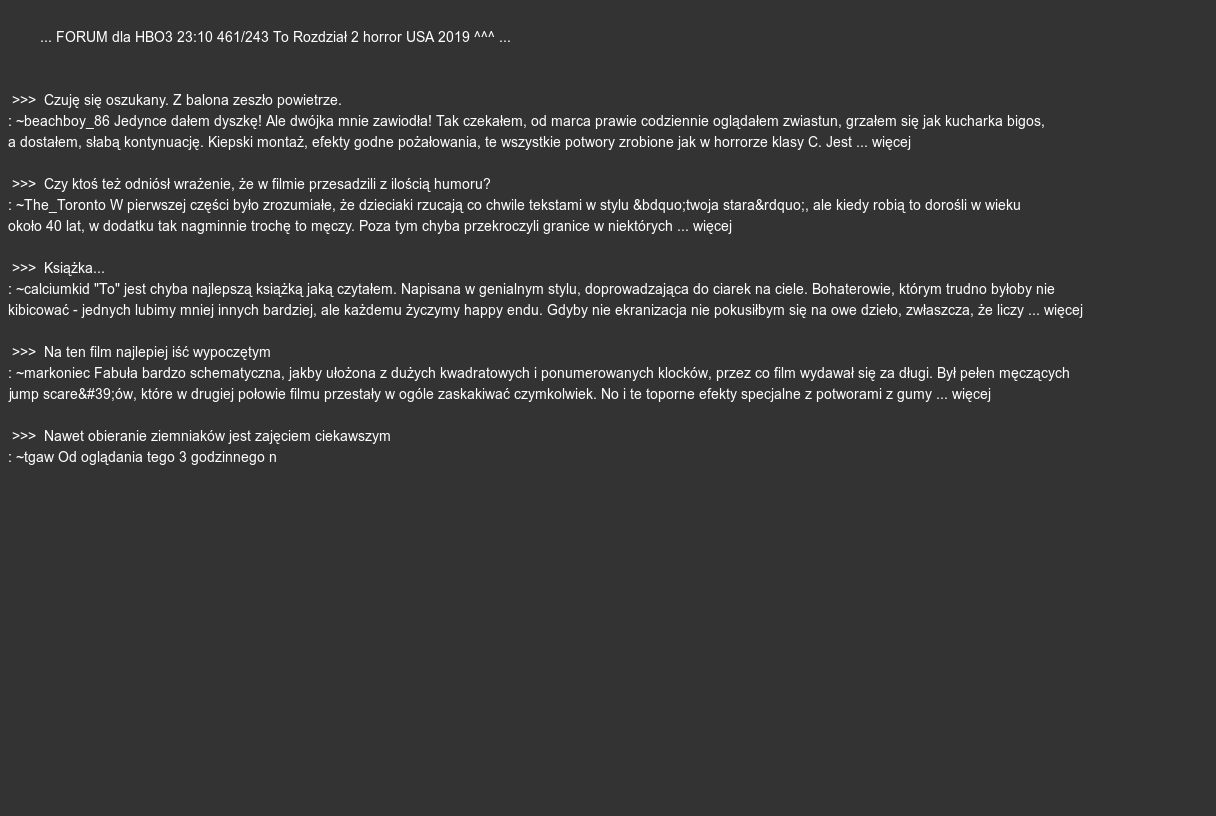 ... FORUM dla HBO3 23:10 461/243 To Rozdział 2 horror USA 2019 ^^^ ...
>>>  Czuję się oszukany. Z balona zeszło powietrze.
: ~beachboy_86 Jedynce dałem dyszkę! Ale dwójka mnie zawiodła! Tak czekałem, od marca prawie codziennie oglądałem zwiastun, grzałem się jak kucharka bigos,
a dostałem, słabą kontynuację. Kiepski montaż, efekty godne pożałowania, te wszystkie potwory zrobione jak w horrorze klasy C. Jest ... więcej
>>>  Czy ktoś też odniósł wrażenie, że w filmie przesadzili z ilością humoru?
: ~The_Toronto W pierwszej części było zrozumiałe, że dzieciaki rzucają co chwile tekstami w stylu &bdquo;twoja stara&rdquo;, ale kiedy robią to dorośli w wieku
około 40 lat, w dodatku tak nagminnie trochę to męczy. Poza tym chyba przekroczyli granice w niektórych ... więcej
>>>  Książka...
: ~calciumkid "To" jest chyba najlepszą książką jaką czytałem. Napisana w genialnym stylu, doprowadzająca do ciarek na ciele. Bohaterowie, którym trudno byłoby nie
kibicować - jednych lubimy mniej innych bardziej, ale każdemu życzymy happy endu. Gdyby nie ekranizacja nie pokusiłbym się na owe dzieło, zwłaszcza, że liczy ... więcej
>>>  Na ten film najlepiej iść wypoczętym
: ~markoniec Fabuła bardzo schematyczna, jakby ułożona z dużych kwadratowych i ponumerowanych klocków, przez co film wydawał się za długi. Był pełen męczących
jump scare&#39;ów, które w drugiej połowie filmu przestały w ogóle zaskakiwać czymkolwiek. No i te toporne efekty specjalne z potworami z gumy ... więcej
>>>  Nawet obieranie ziemniaków jest zajęciem ciekawszym
: ~tgaw Od oglądania tego 3 godzinnego n